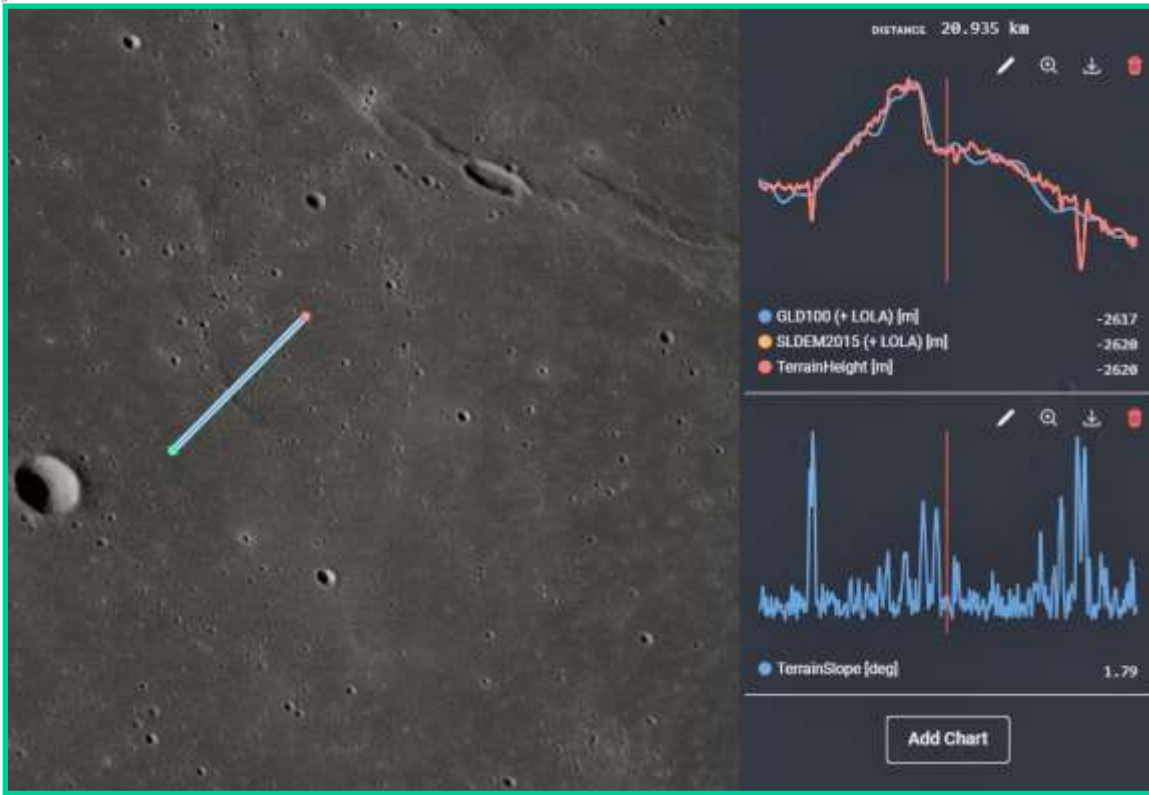 DISTANCE 20.935 km
GLD100 (+ LOLA) [m] -2617
SLDEM2015 (+ LOLA) [m] -2620
TerrainHeight [m] -2620
TerrainSlope [deg] 1.79
Add Chart